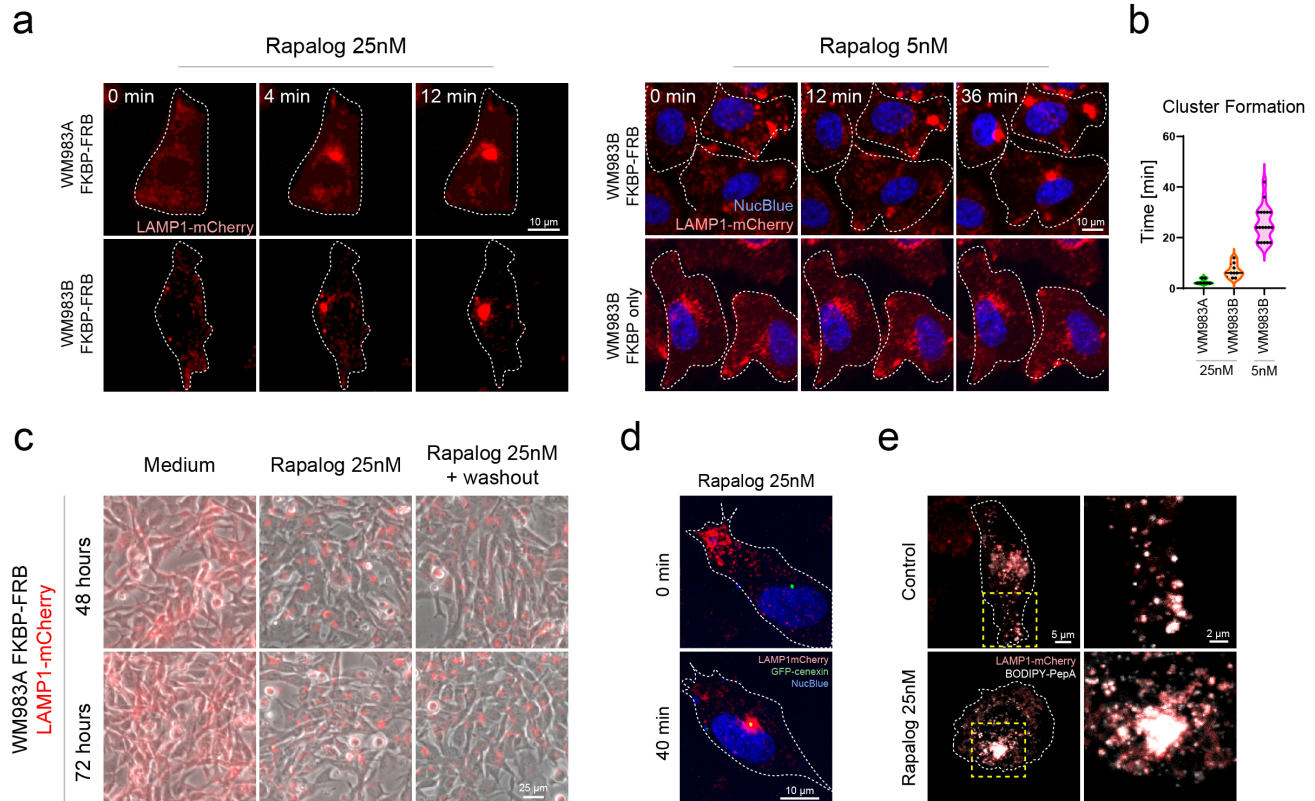 a
Rapalog 25nM
Rapalog 5nM
0 min
4 min
12 min
0 min
12 min
36 min
WM983A
FKBP-FRB
LAMP1-mCherry
10 µm
WM983B
FKBP-FRB
NucBlue
LAMP1-mCherry
10 µm
WM983B
FKBP-FRB
WM983B
FKBP only
b
Cluster Formation
Time [min]
60
40
20
0
WM983A
WM983B
WM983B
25nM
5nM
c
Medium
Rapalog 25nM
Rapalog 25nM
+ washout
WM983A FKBP-FRB
LAMP1-mCherry
48 hours
72 hours
25 µm
d
Rapalog 25nM
0 min
40 min
LAMP1mCherry
GFP-cenexin
NucBlue
10 µm
e
Control
5 µm
2 µm
Rapalog 25nM
LAMP1-mCherry
BODIPY-PepA